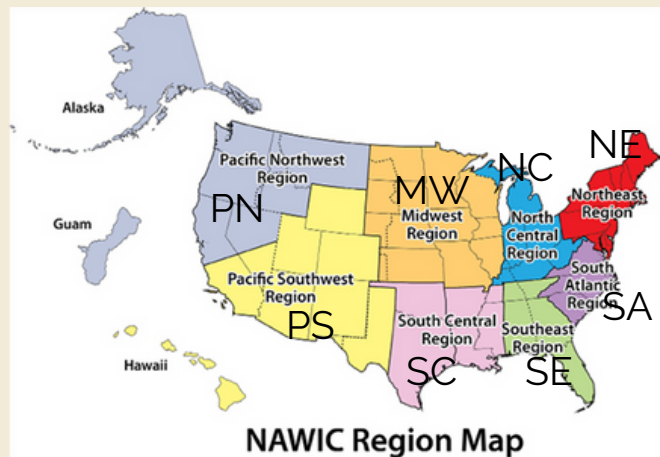 Alaska
NE
Pacific Northwest
Region
NC
MW
Northeast
Region
PN
Guam
Midwest
Region
North
Central
Region
South
Atlantic
Region
SA
Pacific Southwest
Region
PS
South Central
Region
Southeast
Region
Hawaii
SC
SE
NAWIC Region Map